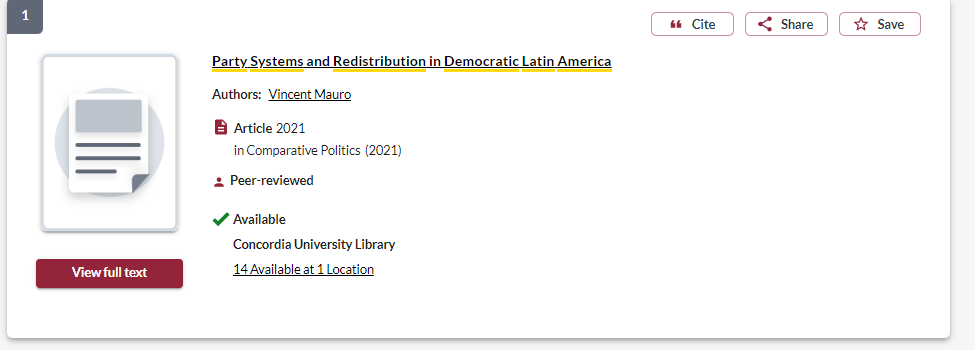 1
Cite
Share
Save
Party Systems and Redistribution in Democratic Latin America
Authors: Vincent Mauro
Article 2021
in Comparative Politics (2021)
Peer-reviewed
Available
Concordia University Library
14 Available at 1 Location
View full text